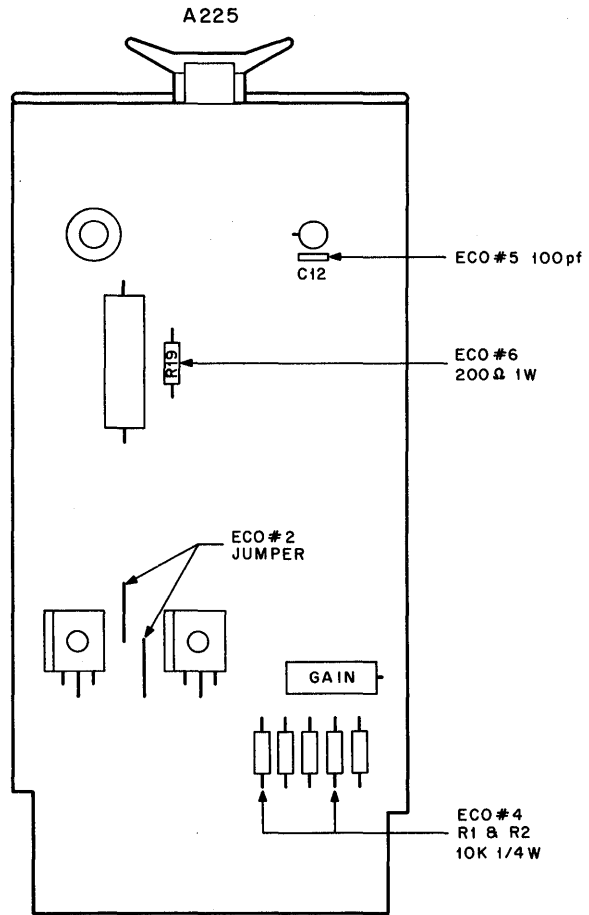 A225
ECO#5 100pf
C12
R19
ECO#6
200Ω 1W
ECO#2
JUMPER
GAIN
ECO#4
R1 & R2
10K 1/4W